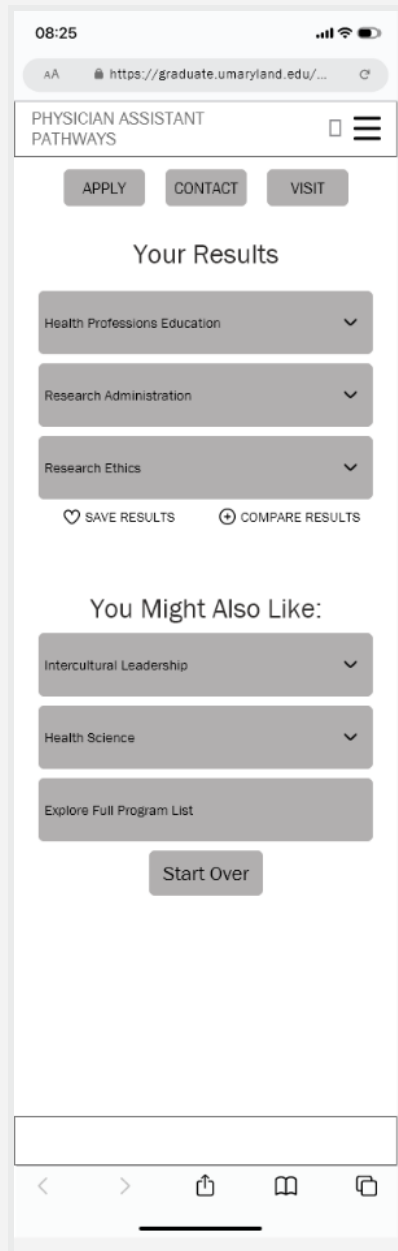 08:25
AA https://graduate.umaryland.edu/...
PHYSICIAN ASSISTANT
PATHWAYS
APPLY CONTACT VISIT
Your Results
Health Professions Education
Research Administration
Research Ethics
SAVE RESULTS COMPARE RESULTS
You Might Also Like:
Intercultural Leadership
Health Science
Explore Full Program List
Start Over